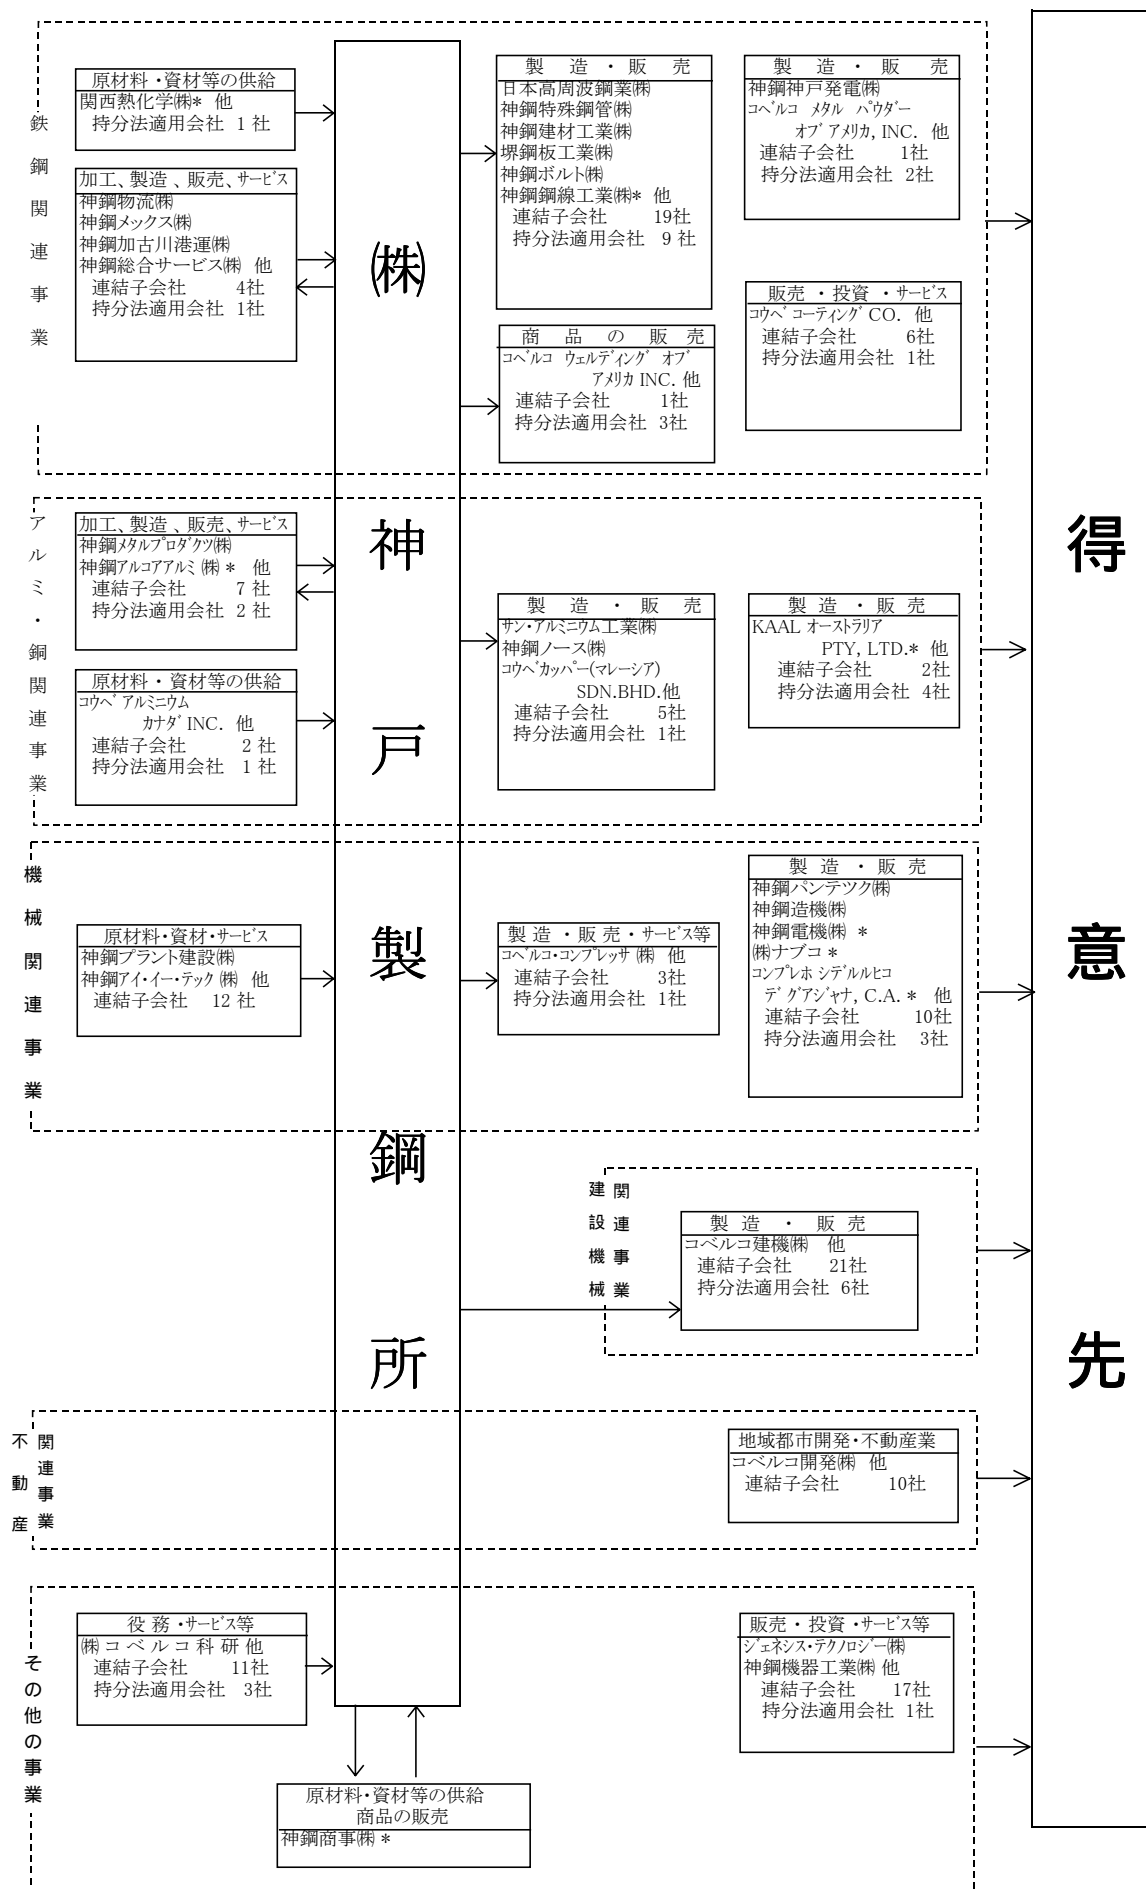 鉄鋼関連事業
原材料・資材等の供給
関西熱化学㈱* 他
持分法適用会社 1 社
加工、製造、販売、サービス
神鋼物流㈱
神鋼メックス㈱
神鋼加古川港運㈱
神鋼総合サービス㈱ 他
連結子会社 4社
持分法適用会社 1社
製 造 ・ 販 売
日本高周波鋼業㈱
神鋼特殊鋼管㈱
神鋼建材工業㈱
堺鋼板工業㈱
神鋼ボルト㈱
神鋼鋼線工業㈱* 他
連結子会社 19社
持分法適用会社 9 社
商 品 の 販 売
コベルコ ウェルディング オブ
アメリカ INC. 他
連結子会社 1社
持分法適用会社 3社
製 造 ・ 販 売
神鋼神戸発電㈱
コベルコ メタル パウダー
オブ アメリカ, INC. 他
連結子会社 1社
持分法適用会社 2社
販売 ・投資 ・サービス
コウベ コーティング CO. 他
連結子会社 6社
持分法適用会社 1社
アルミ・銅関連事業
加工、製造、販売、サービス
神鋼メタルプロダクツ㈱
神鋼アルコアアルミ㈱ * 他
連結子会社 7 社
持分法適用会社 2 社
原材料・資材等の供給
コウベ アルミニウム
カナダ INC. 他
連結子会社 2 社
持分法適用会社 1 社
製 造 ・ 販 売
サン・アルミニウム工業㈱
神鋼ノース㈱
コウベカッパー(マレーシア)
SDN.BHD.他
連結子会社 5社
持分法適用会社 1社
製 造 ・ 販 売
KAAL オーストラリア
PTY, LTD.* 他
連結子会社 2社
持分法適用会社 4社
機械関連事業
原材料・資材・サービス
神鋼プラント建設㈱
神鋼アイ・イー・テック㈱ 他
連結子会社 12 社
製 造 ・販 売・サービス等
コベルコ・コンプレッサ㈱ 他
連結子会社 3社
持分法適用会社 1社
製 造 ・ 販 売
神鋼パンテツク㈱
神鋼造機㈱
神鋼電機㈱ *
㈱ナブコ *
コンプレホ シデルルヒコ
デ グアジャナ, C.A. * 他
連結子会社 10社
持分法適用会社 3社
建設機械
関連事業
製 造 ・ 販 売
コベルコ建機㈱ 他
連結子会社 21社
持分法適用会社 6社
不動産
関連事業
地域都市開発・不動産業
コベルコ開発㈱ 他
連結子会社 10社
その他の事業
役 務 ・サービス等
㈱コベルコ科研他
連結子会社 11社
持分法適用会社 3社
販売・投資・サービス等
ジェネシス・テクノロジー㈱
神鋼機器工業㈱ 他
連結子会社 17社
持分法適用会社 1社
原材料・資材等の供給
商品の販売
神鋼商事㈱ *
㈱神戸製鋼所
得意先